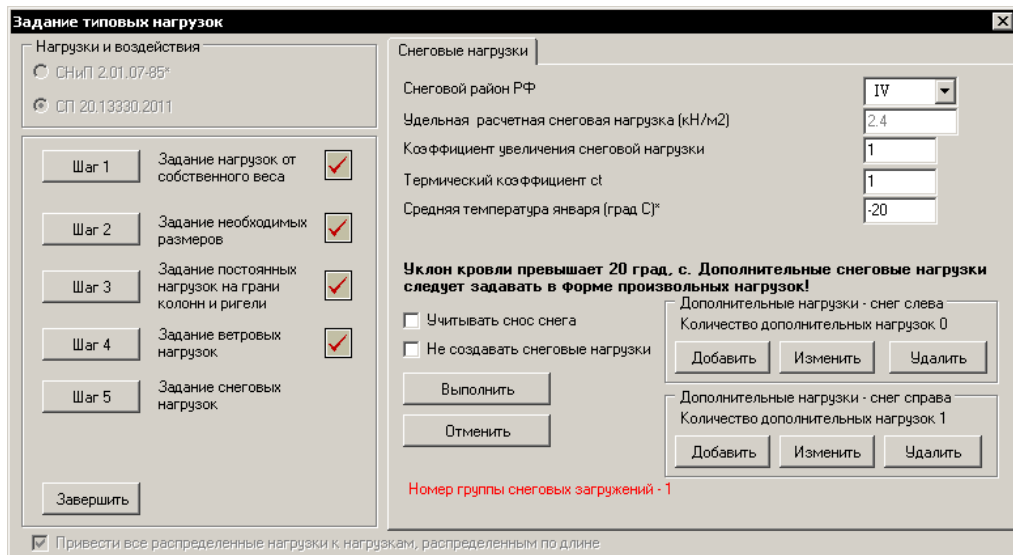 Задание типовых нагрузок
Нагрузки и воздействия
СНиП 2.01.07-85*
СП 20.13330.2011
Шаг 1
Задание нагрузок от
собственного веса
Шаг 2
Задание необходимых
размеров
Шаг 3
Задание постоянных
нагрузок на грани
колонн и ригели
Шаг 4
Задание ветровых
нагрузок
Шаг 5
Задание снеговых
нагрузок
Завершить
Снеговые нагрузки
Снеговой район РФ
IV
Удельная расчетная снеговая нагрузка (кН/м2)
2.4
Коэффициент увеличения снеговой нагрузки
1
Термический коэффициент ct
1
Средняя температура января (град С)*
-20
Уклон кровли превышает 20 град, с. Дополнительные снеговые нагрузки
следует задавать в форме произвольных нагрузок!
Учитывать снос снега
Не создавать снеговые нагрузки
Выполнить
Отменить
Дополнительные нагрузки - снег слева
Количество дополнительных нагрузок 0
Добавить
Изменить
Удалить
Дополнительные нагрузки - снег справа
Количество дополнительных нагрузок 1
Добавить
Изменить
Удалить
Номер группы снеговых загружений - 1
Привести все распределенные нагрузки к нагрузкам, распределенным по длине